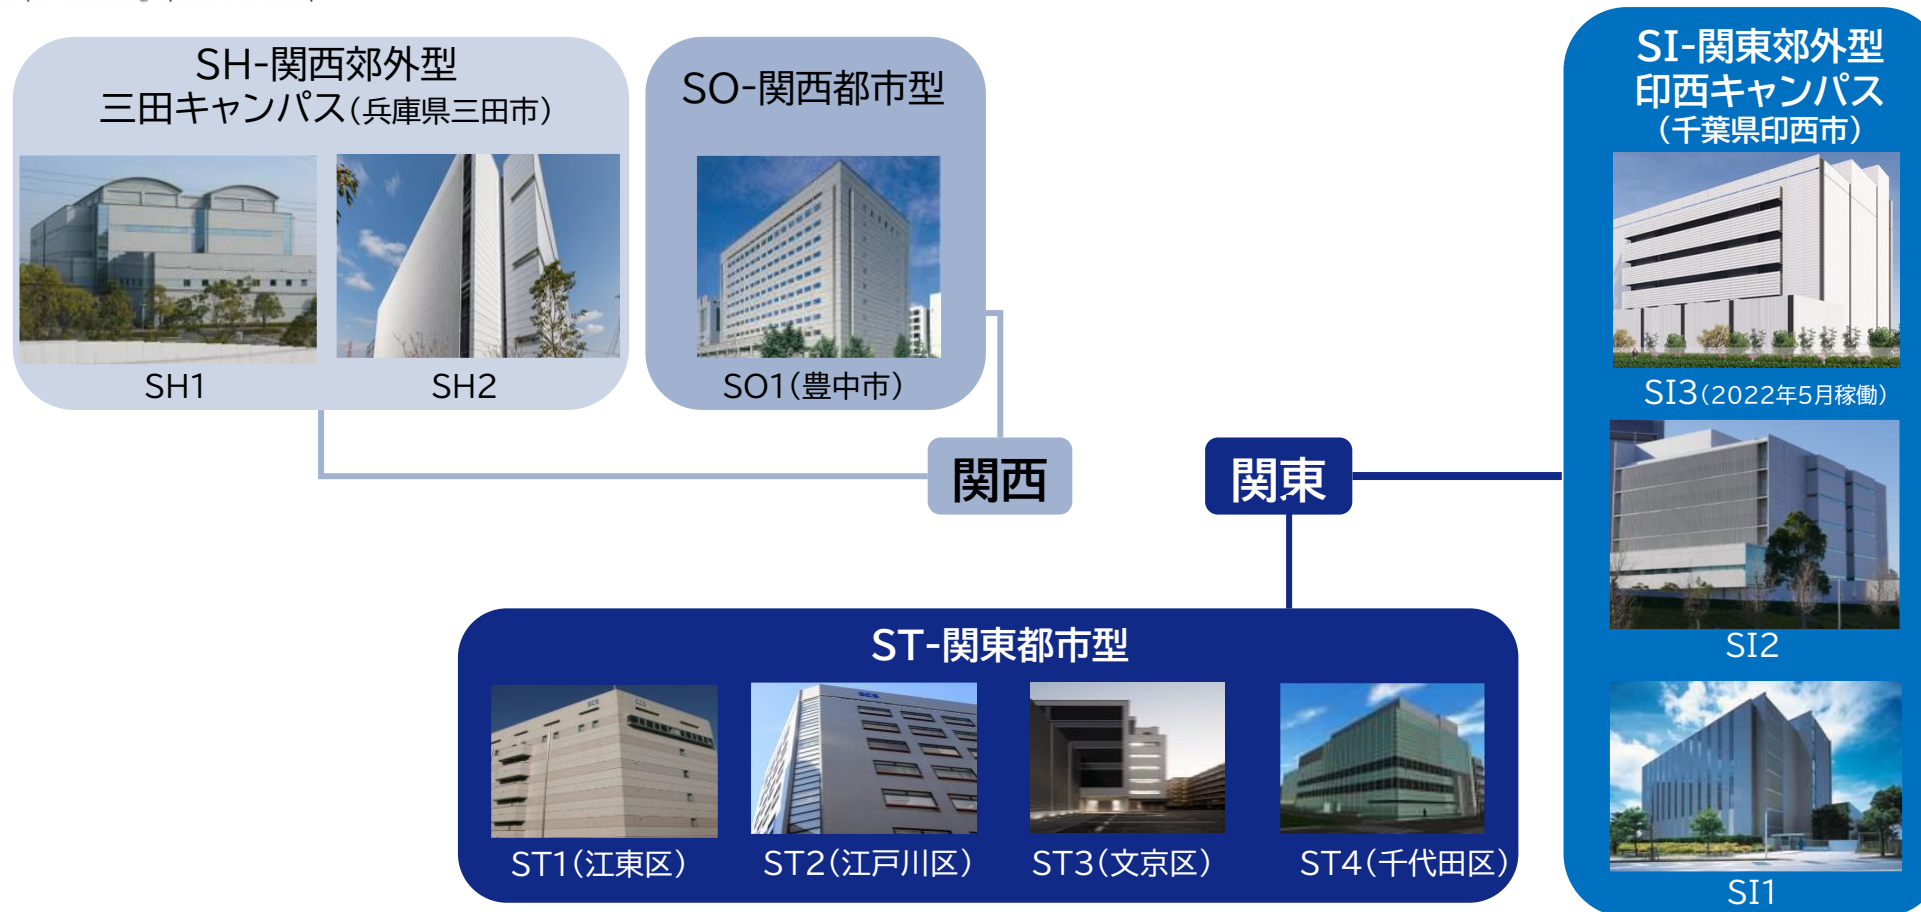 SH-関西郊外型
三田キャンパス(兵庫県三田市)
SH1
SH2
SO-関西都市型
SO1(豊中市)
関西
関東
SI-関東郊外型
印西キャンパス
(千葉県印西市)
SI3(2022年5月稼働)
SI2
SI1
ST-関東都市型
ST1(江東区)
ST2(江戸川区)
ST3(文京区)
ST4(千代田区)